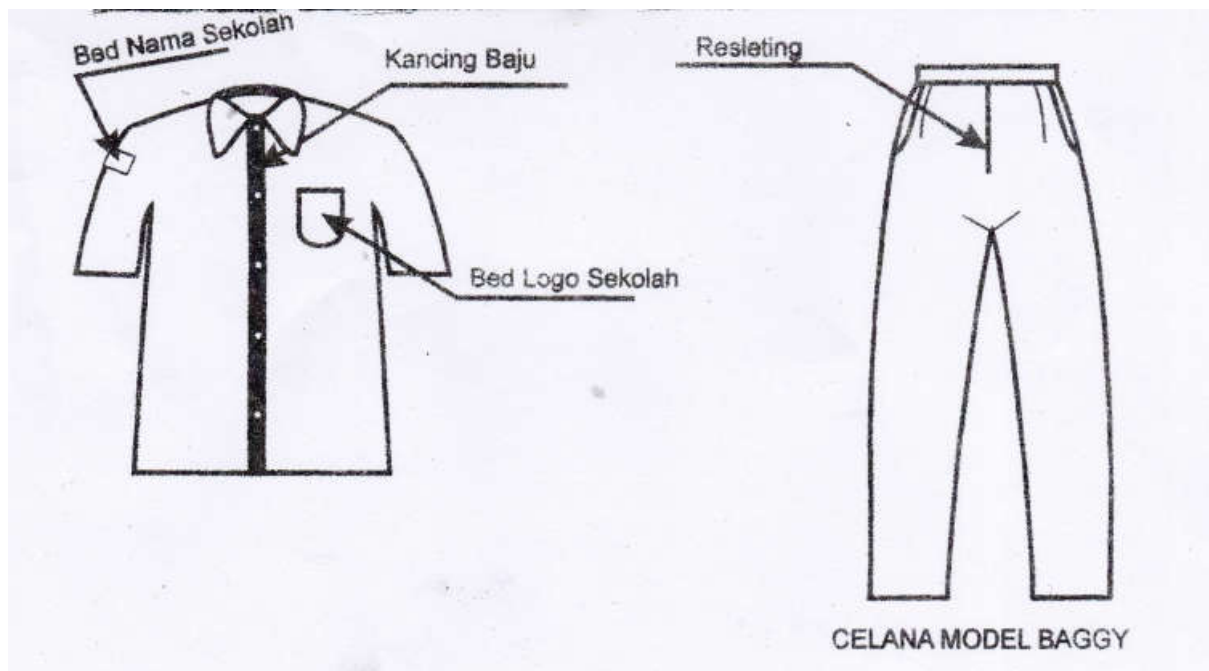 Bed Nama Sekolah
Kancing Baju
Resleting
Bed Logo Sekolah
CELANA MODEL BAGGY